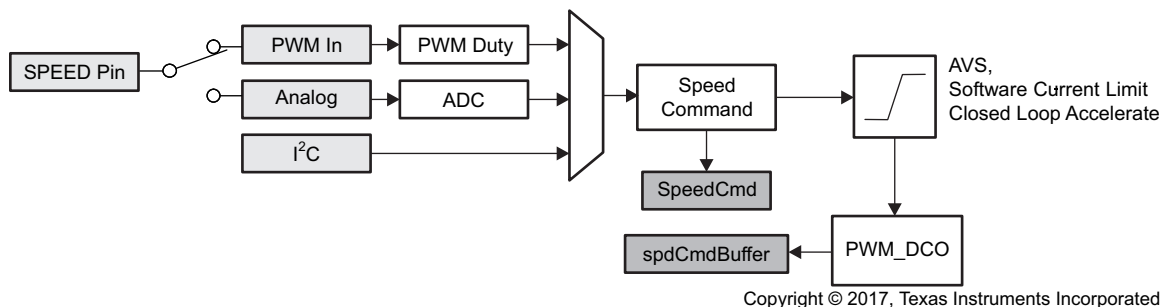 SPEED Pin
PWM In
PWM Duty
Analog
ADC
I²C
Speed
Command
AVS,
Software Current Limit
Closed Loop Accelerate
SpeedCmd
spdCmdBuffer
PWM_DCO
Copyright © 2017, Texas Instruments Incorporated